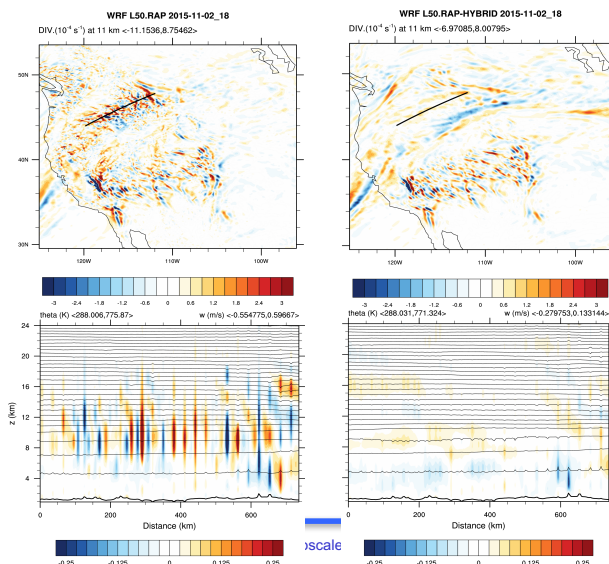 WRF L50.RAP 2015-11-02_18
DIV.(10⁻⁴ s⁻¹) at 11 km <-11.1536,8.75462>
50N
40N
30N
120W 110W 100W
-3 -2.4 -1.8 -1.2 -0.6 0 0.6 1.2 1.8 2.4 3
theta (K) <288.006,775.87> w (m/s) <-0.554775,0.59667>
z (km)
24
20
16
12
8
4
0 200 400 600
Distance (km)
-0.25 -0.125 0 0.125 0.25
WRF L50.RAP-HYBRID 2015-11-02_18
DIV.(10⁻⁴ s⁻¹) at 11 km <-6.97085,8.00795>
50N
40N
30N
120W 110W 100W
-3 -2.4 -1.8 -1.2 -0.6 0 0.6 1.2 1.8 2.4 3
theta (K) <288.031,771.324> w (m/s) <-0.279753,0.133144>
0 200 400 600
Distance (km)
-0.25 -0.125 0 0.125 0.25
oscale